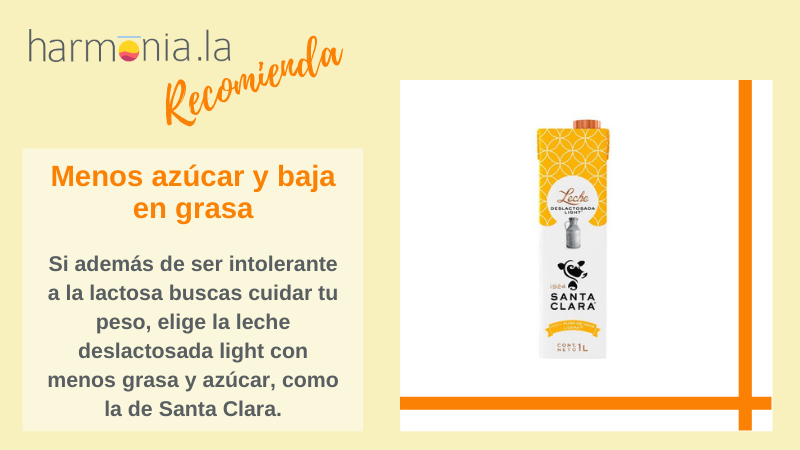 harmonia.la
Recomienda
Menos azúcar y baja
en grasa
Si además de ser intolerante
a la lactosa buscas cuidar tu
peso, elige la leche
deslactosada light con
menos grasa y azúcar, como
la de Santa Clara.
Leche
DESLACTOSADA
LIGHT
1924
SANTA
CLARA
CONT.
NETO 1L